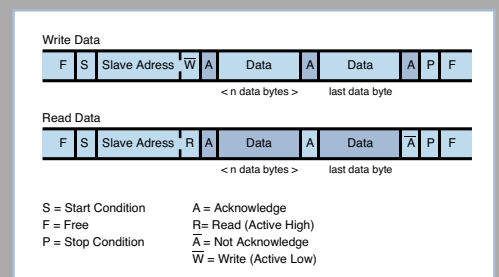 Write Data
F S Slave Adress W̅ A Data A Data A P F
< n data bytes > last data byte
Read Data
F S Slave Adress R A Data A Data A̅ P F
< n data bytes > last data byte
S = Start Condition A = Acknowledge
F = Free R= Read (Active High)
P = Stop Condition A̅ = Not Acknowledge
W̅ = Write (Active Low)